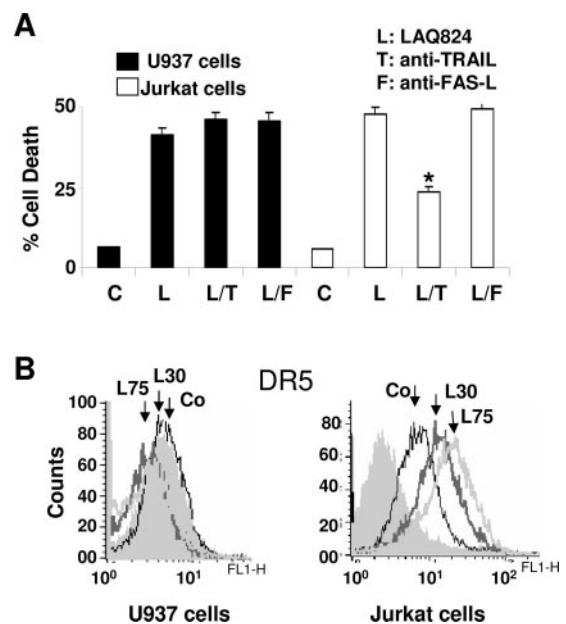 A
U937 cells
Jurkat cells
L: LAQ824
T: anti-TRAIL
F: anti-FAS-L
% Cell Death
50
25
0
*
C L L/T L/F C L L/T L/F
B
DR5
L75 L30 Co
Co L30 L75
Counts
100
80
60
40
20
00
10⁰ 10¹ FL1-H
U937 cells
80
60
40
20
00
10⁰ 10¹ 10² FL1-H
Jurkat cells